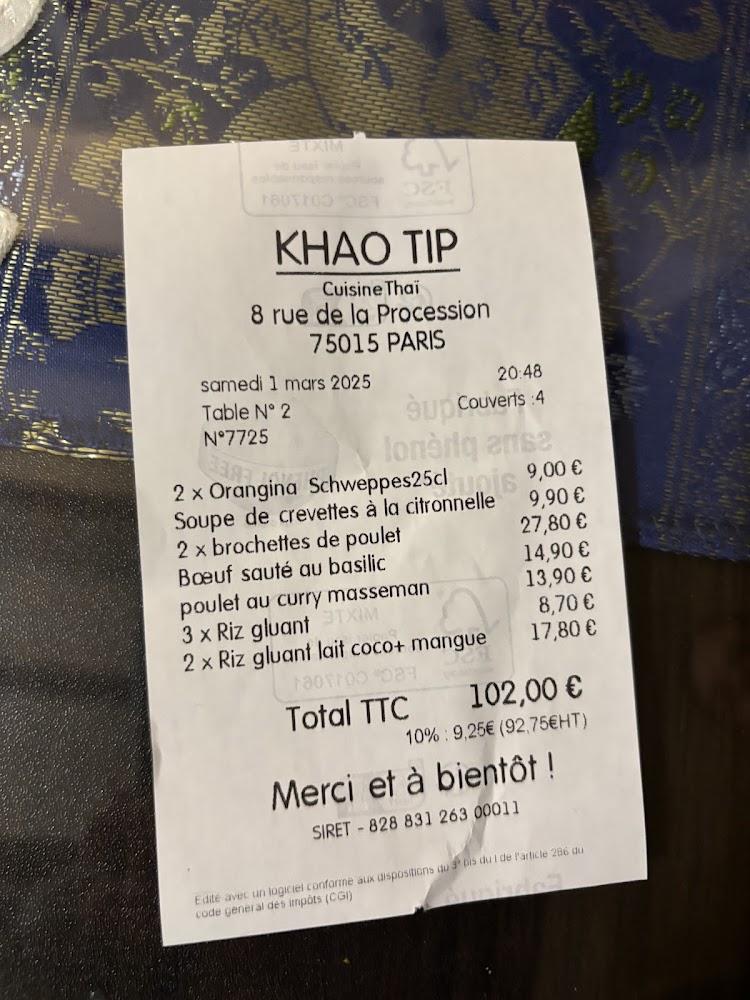 KHAO TIP
Cuisine Thaï
8 rue de la Procession
75015 PARIS
samedi 1 mars 2025 20:48
Table N° 2 Couverts :4
N°7725
2 x Orangina Schweppes25cl 9,00 €
Soupe de crevettes à la citronnelle 9,90 €
2 x brochettes de poulet 27,80 €
Bœuf sauté au basilic 14,90 €
poulet au curry masseman 13,90 €
3 x Riz gluant 8,70 €
2 x Riz gluant lait coco+ mangue 17,80 €
Total TTC 102,00 €
10% : 9,25€ (92,75€HT)
Merci et à bientôt !
SIRET - 828 831 263 00011
Edité avec un logiciel conforme aux dispositions du 3° bis du I de l'article 286 du
code général des impôts (CGI)